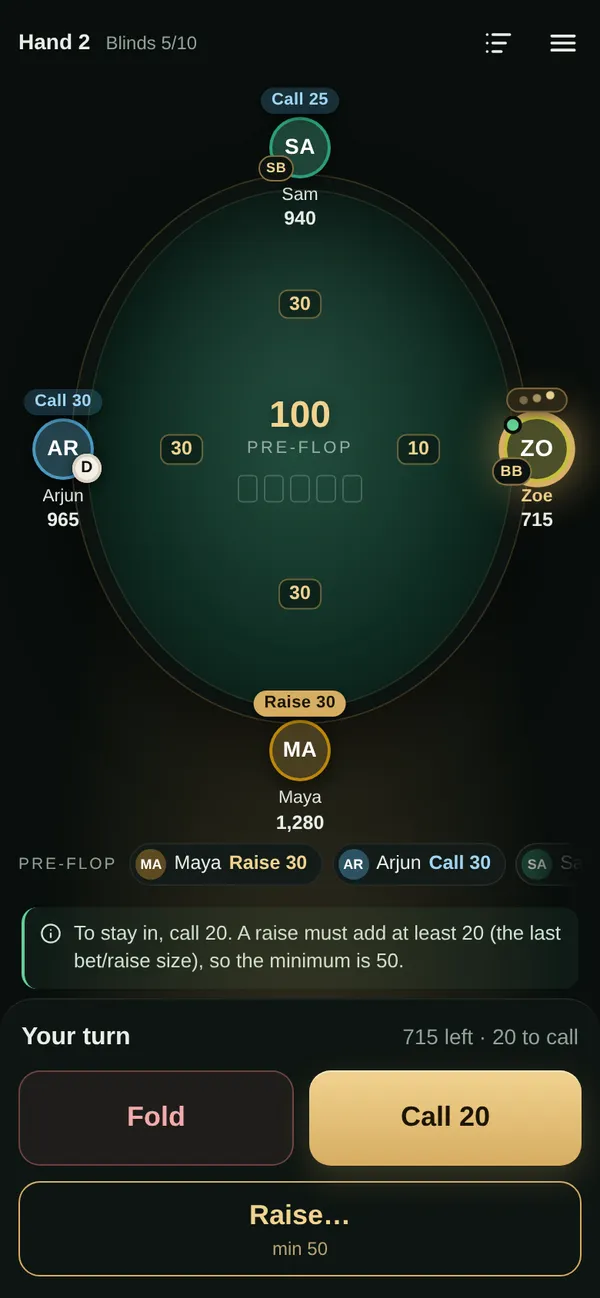 Hand 2 Blinds 5/10
Call 25
SA
SB
Sam
940
30
Call 30
AR
D
Arjun
965
30
100
PRE-FLOP
10
ZO
BB
Zoe
715
30
Raise 30
MA
Maya
1,280
PRE-FLOP MA Maya Raise 30 AR Arjun Call 30 SA Sa
To stay in, call 20. A raise must add at least 20 (the last
bet/raise size), so the minimum is 50.
Your turn 715 left · 20 to call
Fold Call 20
Raise…
min 50